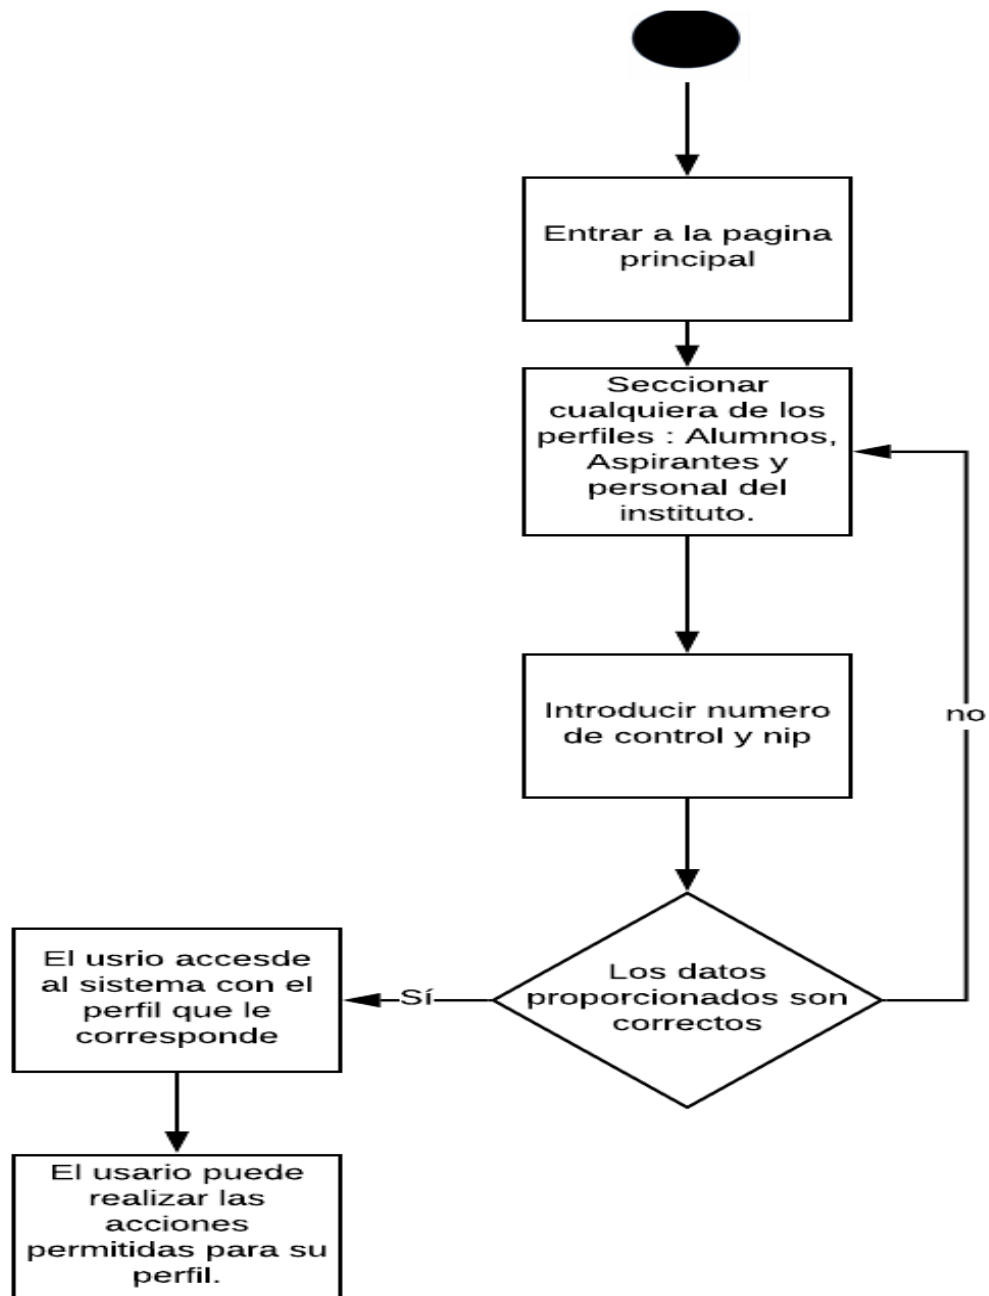 Entrar a la pagina
principal
Seccionar
cualquiera de los
perfiles : Alumnos,
Aspirantes y
personal del
instituto.
Introducir numero
de control y nip
no
Los datos
proporcionados son
correctos
Sí
El usrio accesde
al sistema con el
perfil que le
corresponde
El usario puede
realizar las
acciones
permitidas para su
perfil.